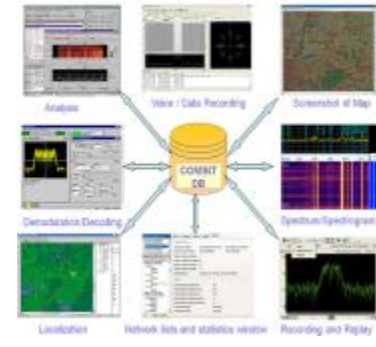 Analysis
Voice / Data Recording
Screenshot of Map
COMINT
DB
Demodulation/Decoding
Spectrum/Spectrogram
Localization
Network lists and statistics window
Recording and Replay